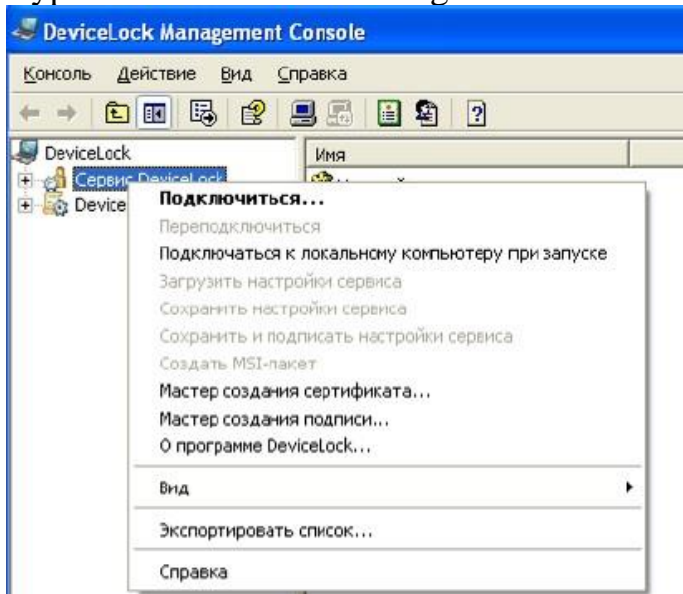 DeviceLock Management Console
Консоль Действие Вид Справка
DeviceLock
Имя
Сервис DeviceLock
Device
Подключиться...
Переподключиться
Подключаться к локальному компьютеру при запуске
Загрузить настройки сервиса
Сохранить настройки сервиса
Сохранить и подписать настройки сервиса
Создать MSI-пакет
Мастер создания сертификата...
Мастер создания подписи...
О программе DeviceLock...
Вид
Экспортировать список...
Справка